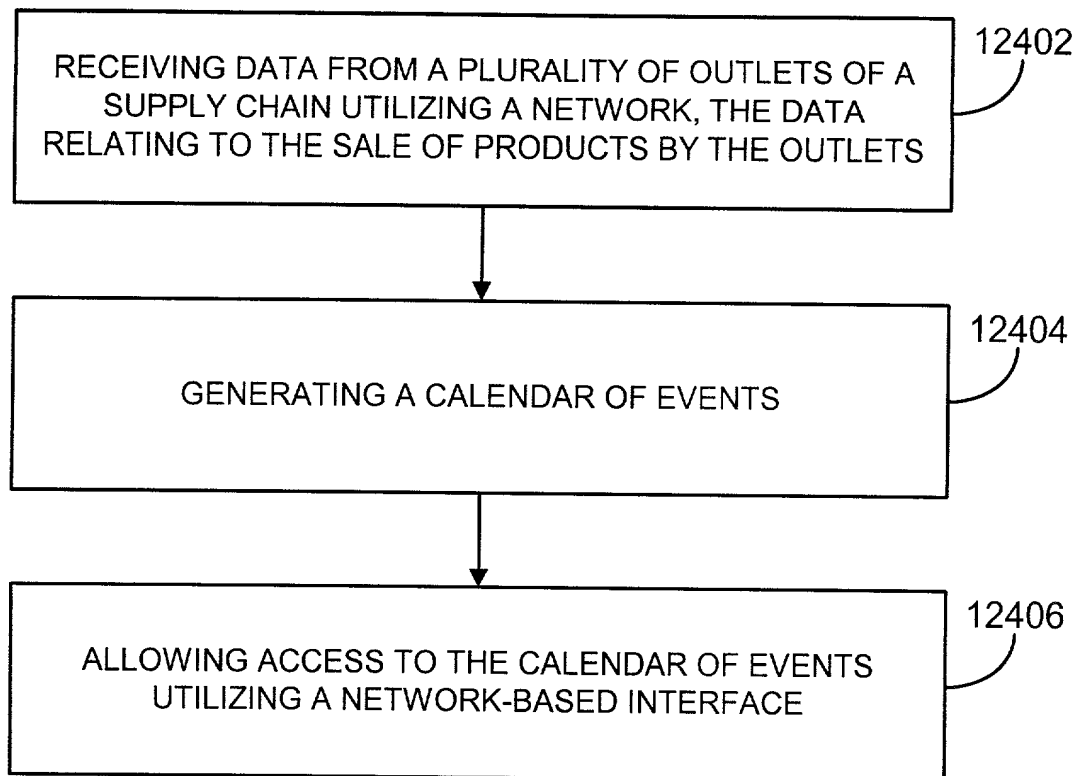 RECEIVING DATA FROM A PLURALITY OF OUTLETS OF A
SUPPLY CHAIN UTILIZING A NETWORK, THE DATA
RELATING TO THE SALE OF PRODUCTS BY THE OUTLETS
12402
GENERATING A CALENDAR OF EVENTS
12404
ALLOWING ACCESS TO THE CALENDAR OF EVENTS
UTILIZING A NETWORK-BASED INTERFACE
12406